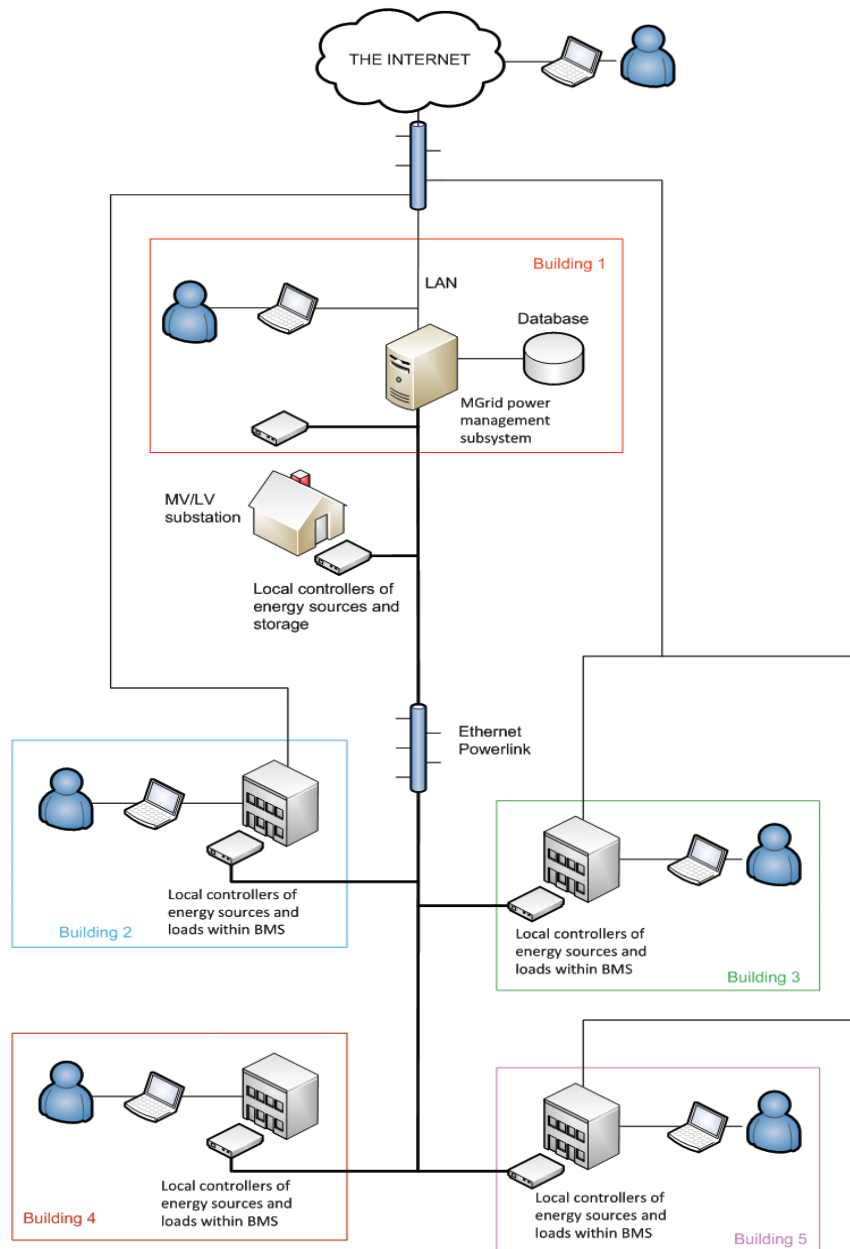 THE INTERNET
Building 1
LAN
Database
MGrid power
management
subsystem
MV/LV
substation
Local controllers of
energy sources and
storage
Ethernet
Powerlink
Local controllers of
energy sources and
loads within BMS
Building 2
Local controllers of
energy sources and
loads within BMS
Building 3
Local controllers of
energy sources and
loads within BMS
Building 4
Local controllers of
energy sources and
loads within BMS
Building 5